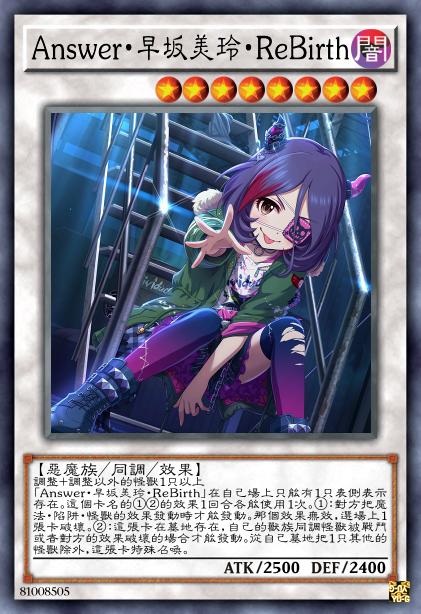 Answer・早坂美玲・ReBirth 闇
【惡魔族／同調／效果】
調整＋調整以外的怪獸1只以上
「Answer・早坂美玲・ReBirth」在自己場上只能有1只表側表示
存在。這個卡名的①②的效果1回合各能使用1次。①：對方把魔
法・陷阱・怪獸的效果發動時才能發動。那個效果無效，選場上1
張卡破壞。②：這張卡在墓地存在，自己的獸族同調怪獸被戰鬥
或者對方的效果破壞的場合才能發動。從自己墓地把1只其他的
怪獸除外，這張卡特殊召喚。
ATK/2500 DEF/2400
81008505